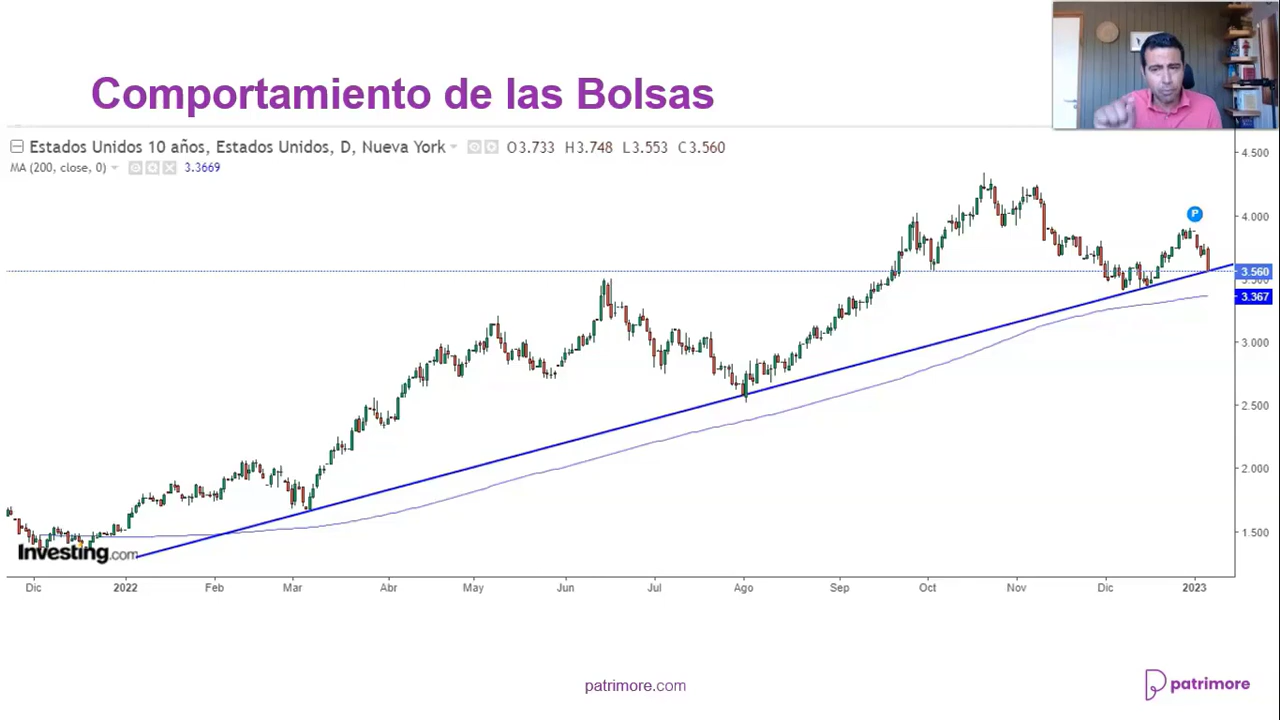 Comportamiento de las Bolsas
Estados Unidos 10 años, Estados Unidos, D, Nueva York O3.733 H3.748 L3.553 C3.560
MA (200, close, 0) 3.3669
4.500
P
4.000
3.560
3.500
3.367
3.000
2.500
2.000
1.500
Investing.com
Dic 2022 Feb Mar Abr May Jun Jul Ago Sep Oct Nov Dic 2023
patrimore.com
patrimore